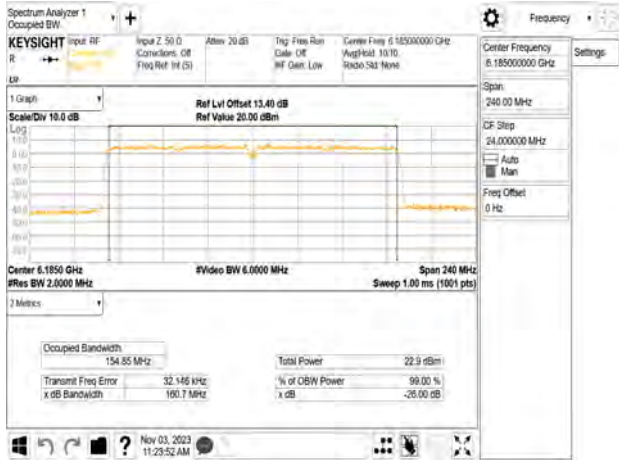 Spectrum Analyzer 1
Occupied BW
Frequency
KEYSIGHT
Input: RF
Input Z: 50 Ω
Corrections: Off
Freq Ref: Int (S)
Atten: 20 dB
Trig: Free Run
Gate: Off
#IF Gain: Low
Center Freq: 6.185000000 GHz
Avg|Hold: 10/10
Radio Std: None
R
Center Frequency
6.185000000 GHz
Settings
Span
240.00 MHz
CF Step
24.000000 MHz
Auto
Man
Freq Offset
0 Hz
1 Graph
Scale/Div 10.0 dB
Ref Lvl Offset 13.40 dB
Ref Value 20.00 dBm
Log
Center 6.1850 GHz
#Res BW 2.0000 MHz
#Video BW 6.0000 MHz
Span 240 MHz
Sweep 1.00 ms (1001 pts)
2 Metrics
Occupied Bandwidth
154.85 MHz
Total Power
22.9 dBm
Transmit Freq Error
32.146 kHz
% of OBW Power
99.00 %
x dB Bandwidth
160.7 MHz
x dB
-26.00 dB
?
Nov 03, 2023
11:23:52 AM